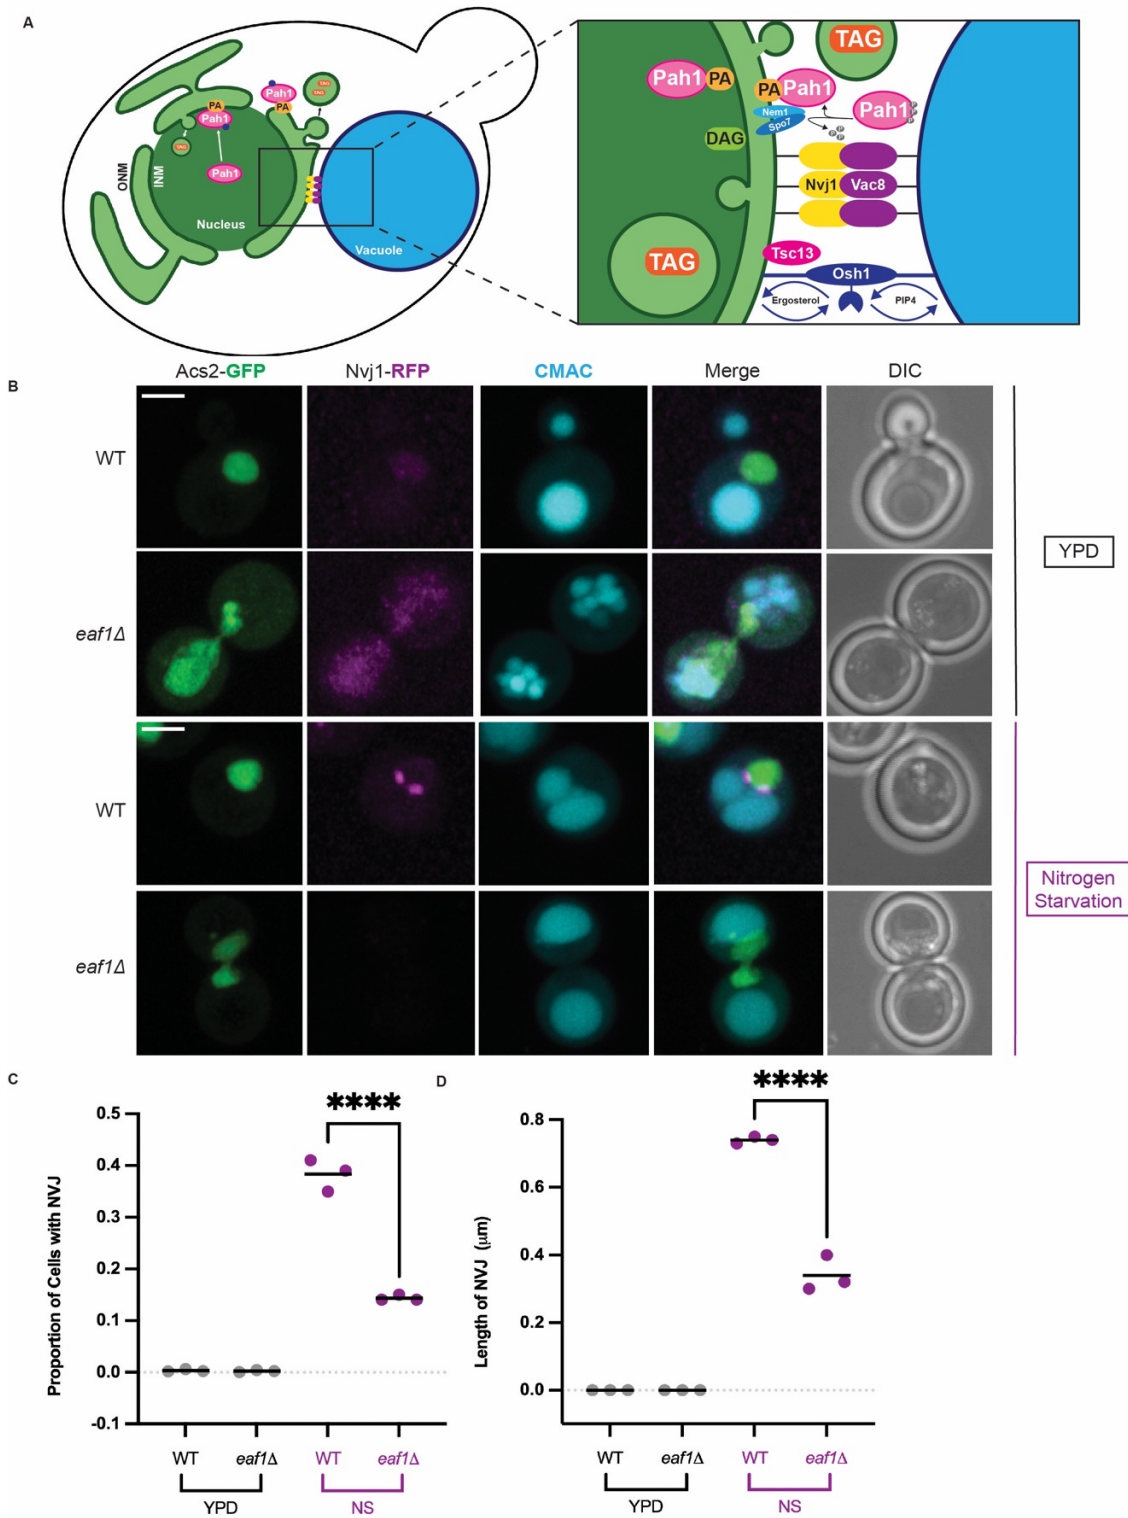 A
TAG
TAG
Pah1
PA
PA
Pah1
ONM
INM
TAG
Pah1
Nucleus
Vacuole
TAG
Pah1 PA
PA Pah1
Nem1
Spo7
Pah1
P
P
P
P P
DAG
Nvj1 Vac8
TAG
Tsc13
Osh1
Ergosterol
PIP4
B
Acs2-GFP Nvj1-RFP CMAC Merge DIC
WT
YPD
eaf1Δ
WT
Nitrogen
Starvation
eaf1Δ
C
****
Proportion of Cells with NVJ
0.5
0.4
0.3
0.2
0.1
0.0
-0.1
WT eaf1Δ WT eaf1Δ
YPD NS
D
****
Length of NVJ (μm)
0.8
0.6
0.4
0.2
0.0
WT eaf1Δ WT eaf1Δ
YPD NS